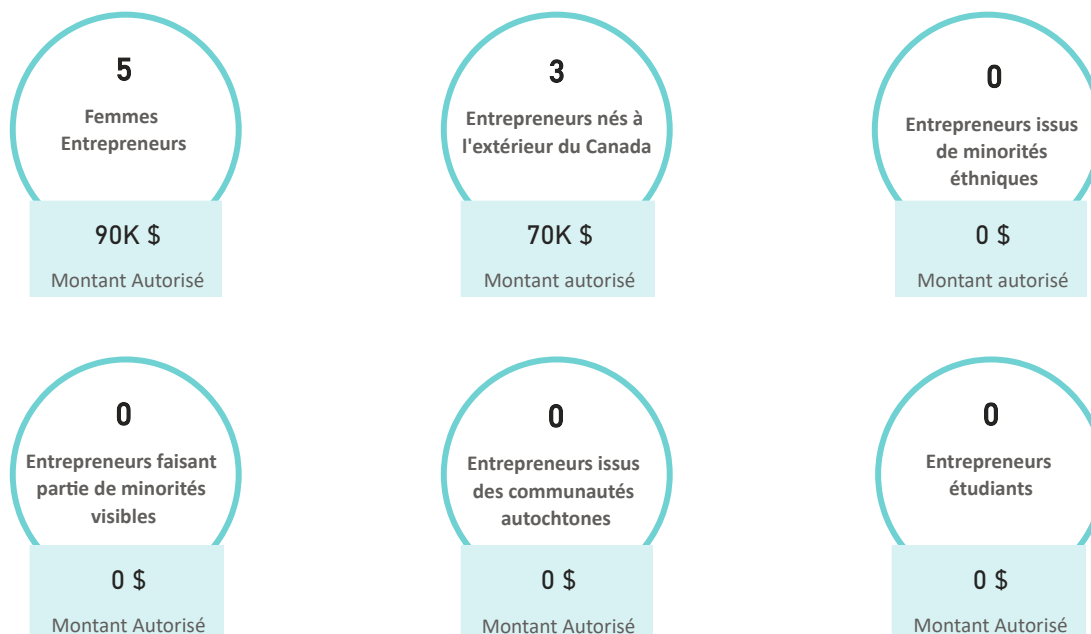 5
Femmes
Entrepreneurs
90K $
Montant Autorisé
3
Entrepreneurs nés à
l'extérieur du Canada
70K $
Montant autorisé
0
Entrepreneurs issus
de minorités
éthniques
0 $
Montant autorisé
0
Entrepreneurs faisant
partie de minorités
visibles
0 $
Montant Autorisé
0
Entrepreneurs issus
des communautés
autochtones
0 $
Montant Autorisé
0
Entrepreneurs
étudiants
0 $
Montant Autorisé